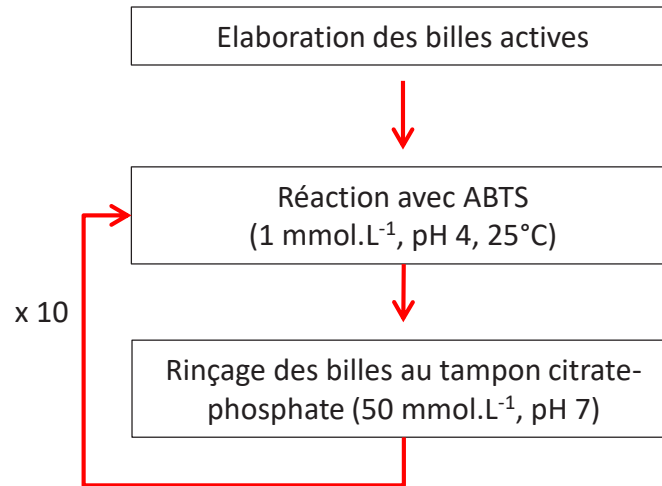 Elaboration des billes actives
Réaction avec ABTS
(1 mmol.L-1, pH 4, 25°C)
x 10
Rinçage des billes au tampon citrate-
phosphate (50 mmol.L-1, pH 7)